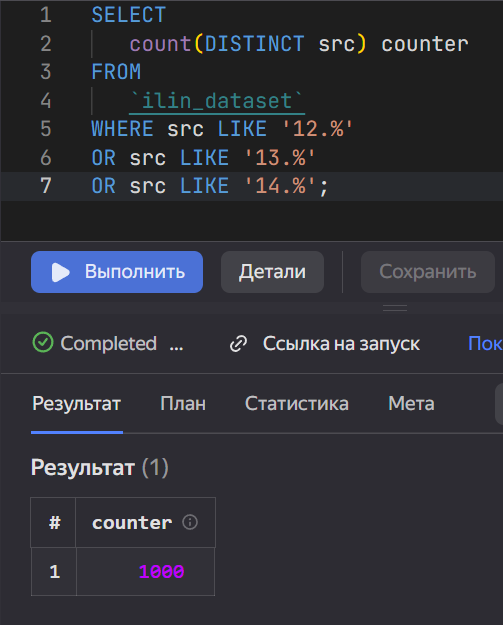 1 SELECT
2 count(DISTINCT src) counter
3 FROM
4 `ilin_dataset`
5 WHERE src LIKE '12.%'
6 OR src LIKE '13.%'
7 OR src LIKE '14.%';
Выполнить Детали Сохранить
Completed ... Ссылка на запуск Пок
Результат План Статистика Мета
Результат (1)
# counter
1 1000